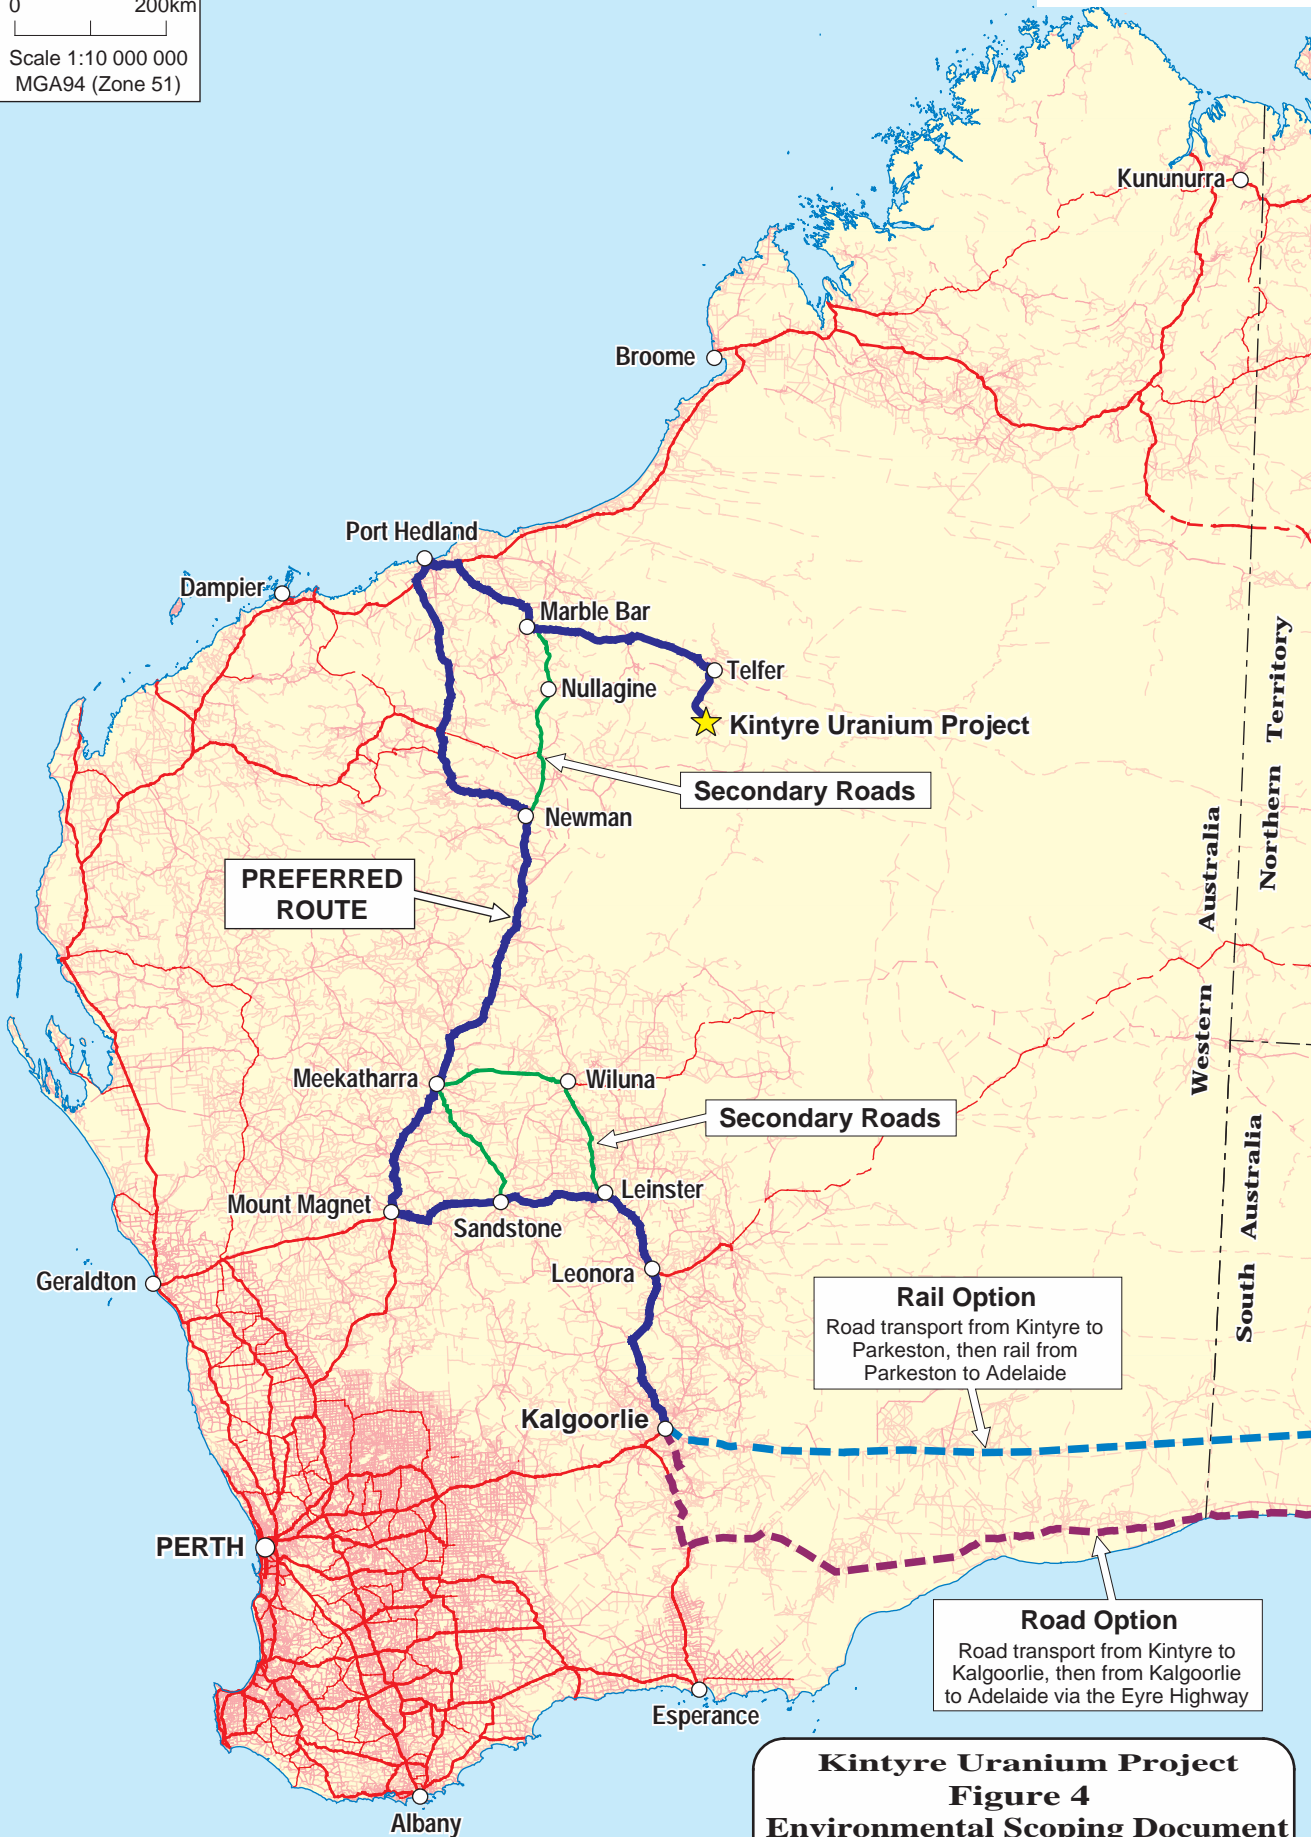 0 200km
Scale 1:10 000 000
MGA94 (Zone 51)
Kununurra
Broome
Port Hedland
Dampier
Marble Bar
Telfer
Nullagine
Kintyre Uranium Project
Secondary Roads
Newman
PREFERRED
ROUTE
Western Australia
Northern Territory
South Australia
Meekatharra
Wiluna
Secondary Roads
Leinster
Mount Magnet
Sandstone
Leonora
Geraldton
Rail Option
Road transport from Kintyre to
Parkeston, then rail from
Parkeston to Adelaide
Kalgoorlie
PERTH
Road Option
Road transport from Kintyre to
Kalgoorlie, then from Kalgoorlie
to Adelaide via the Eyre Highway
Esperance
Albany
Kintyre Uranium Project
Figure 4
Environmental Scoping Document